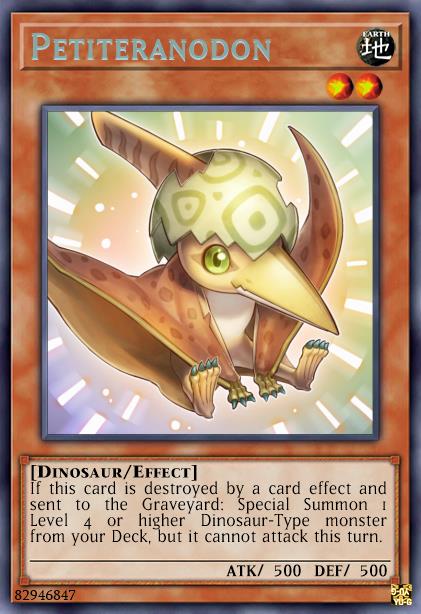 PETITERANODON
EARTH
地
[DINOSAUR/EFFECT]
If this card is destroyed by a card effect and
sent to the Graveyard: Special Summon 1
Level 4 or higher Dinosaur-Type monster
from your Deck, but it cannot attack this turn.
ATK/ 500 DEF/ 500
82946847